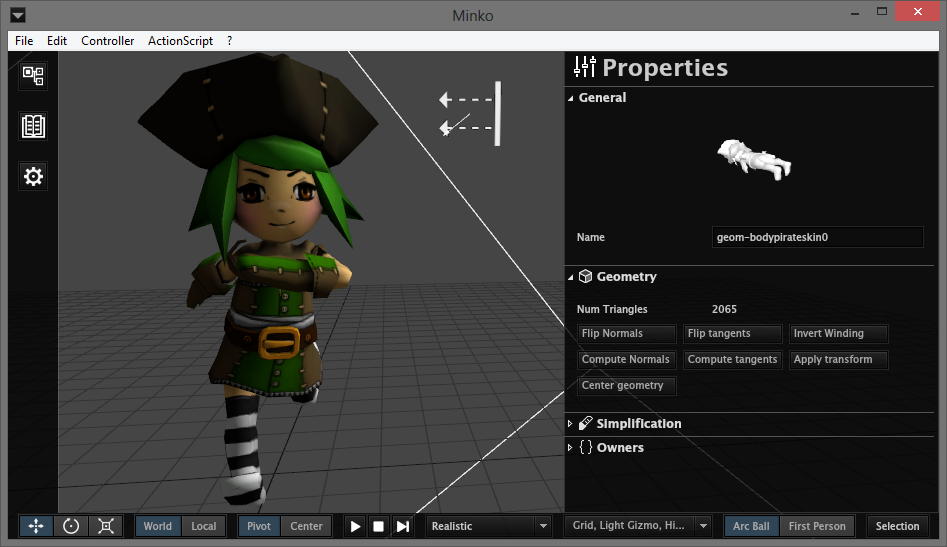 Minko
File Edit Controller ActionScript ?
Properties
General
Name geom-bodypirateskin0
Geometry
Num Triangles 2065
Flip Normals Flip tangents Invert Winding
Compute Normals Compute tangents Apply transform
Center geometry
Simplification
{ } Owners
World Local Pivot Center Realistic Grid, Light Gizmo, Hi... Arc Ball First Person Selection